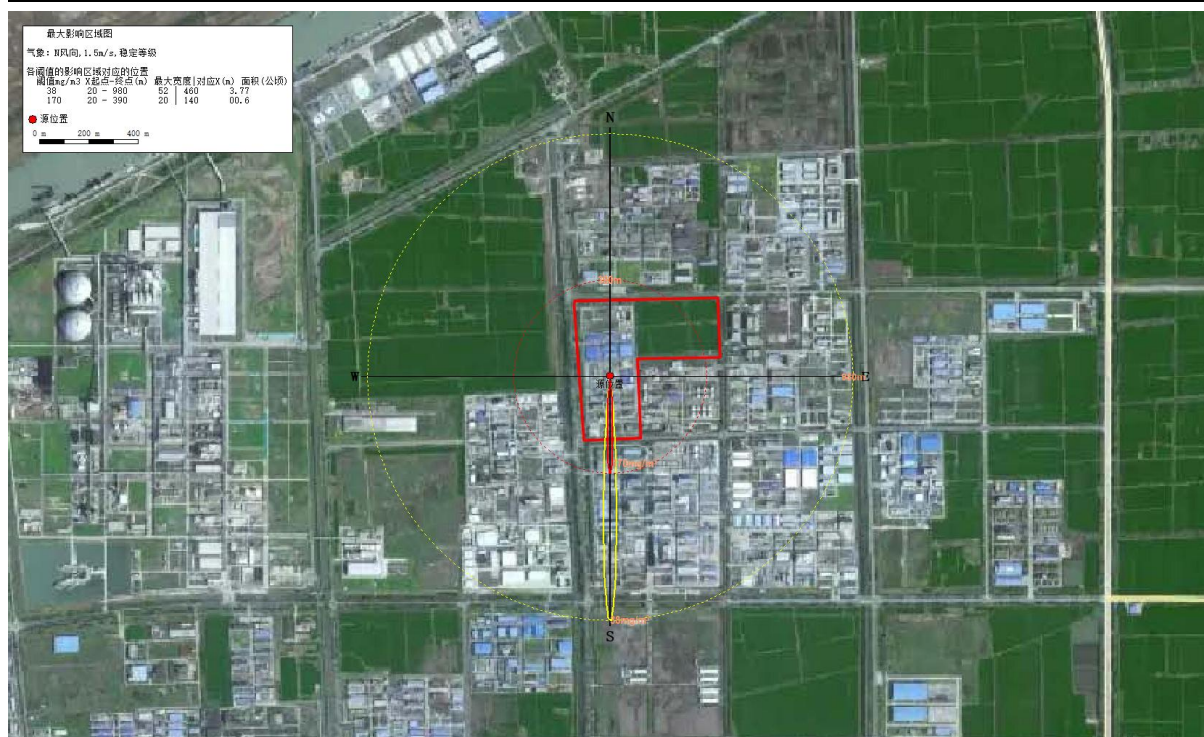 最大影响区域图
气象: N风向,1.5m/s,稳定等级
各阈值的影响区域对应的位置
阈值mg/m3 X起点-终点(m) 最大宽度|对应X(m) 面积(公顷)
38 20 - 980 52 | 460 3.77
170 20 - 390 20 | 140 00.6
源位置
0 m 200 m 400 m
N
W
E
源位置
S